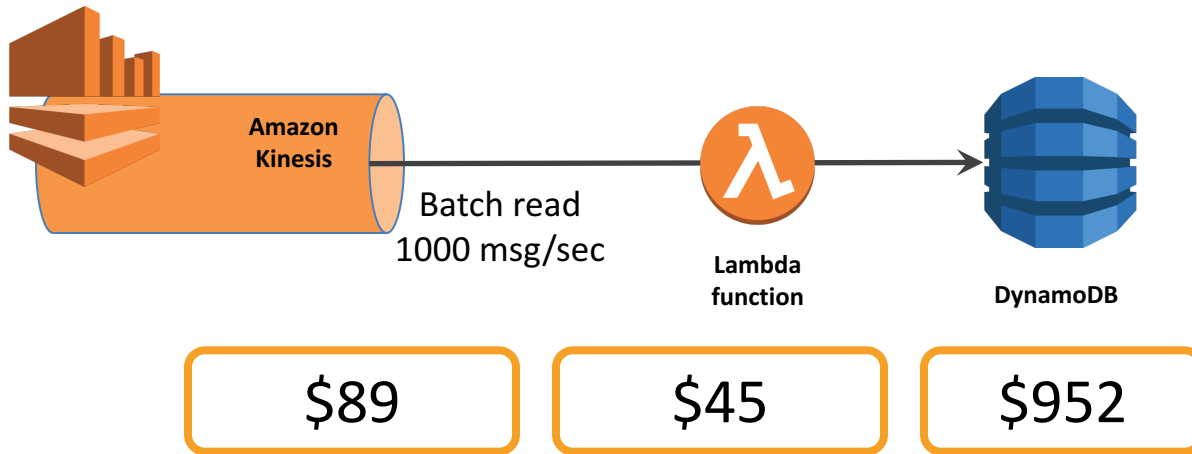 Amazon
Kinesis
Batch read
1000 msg/sec
Lambda
function
DynamoDB
$89
$45
$952